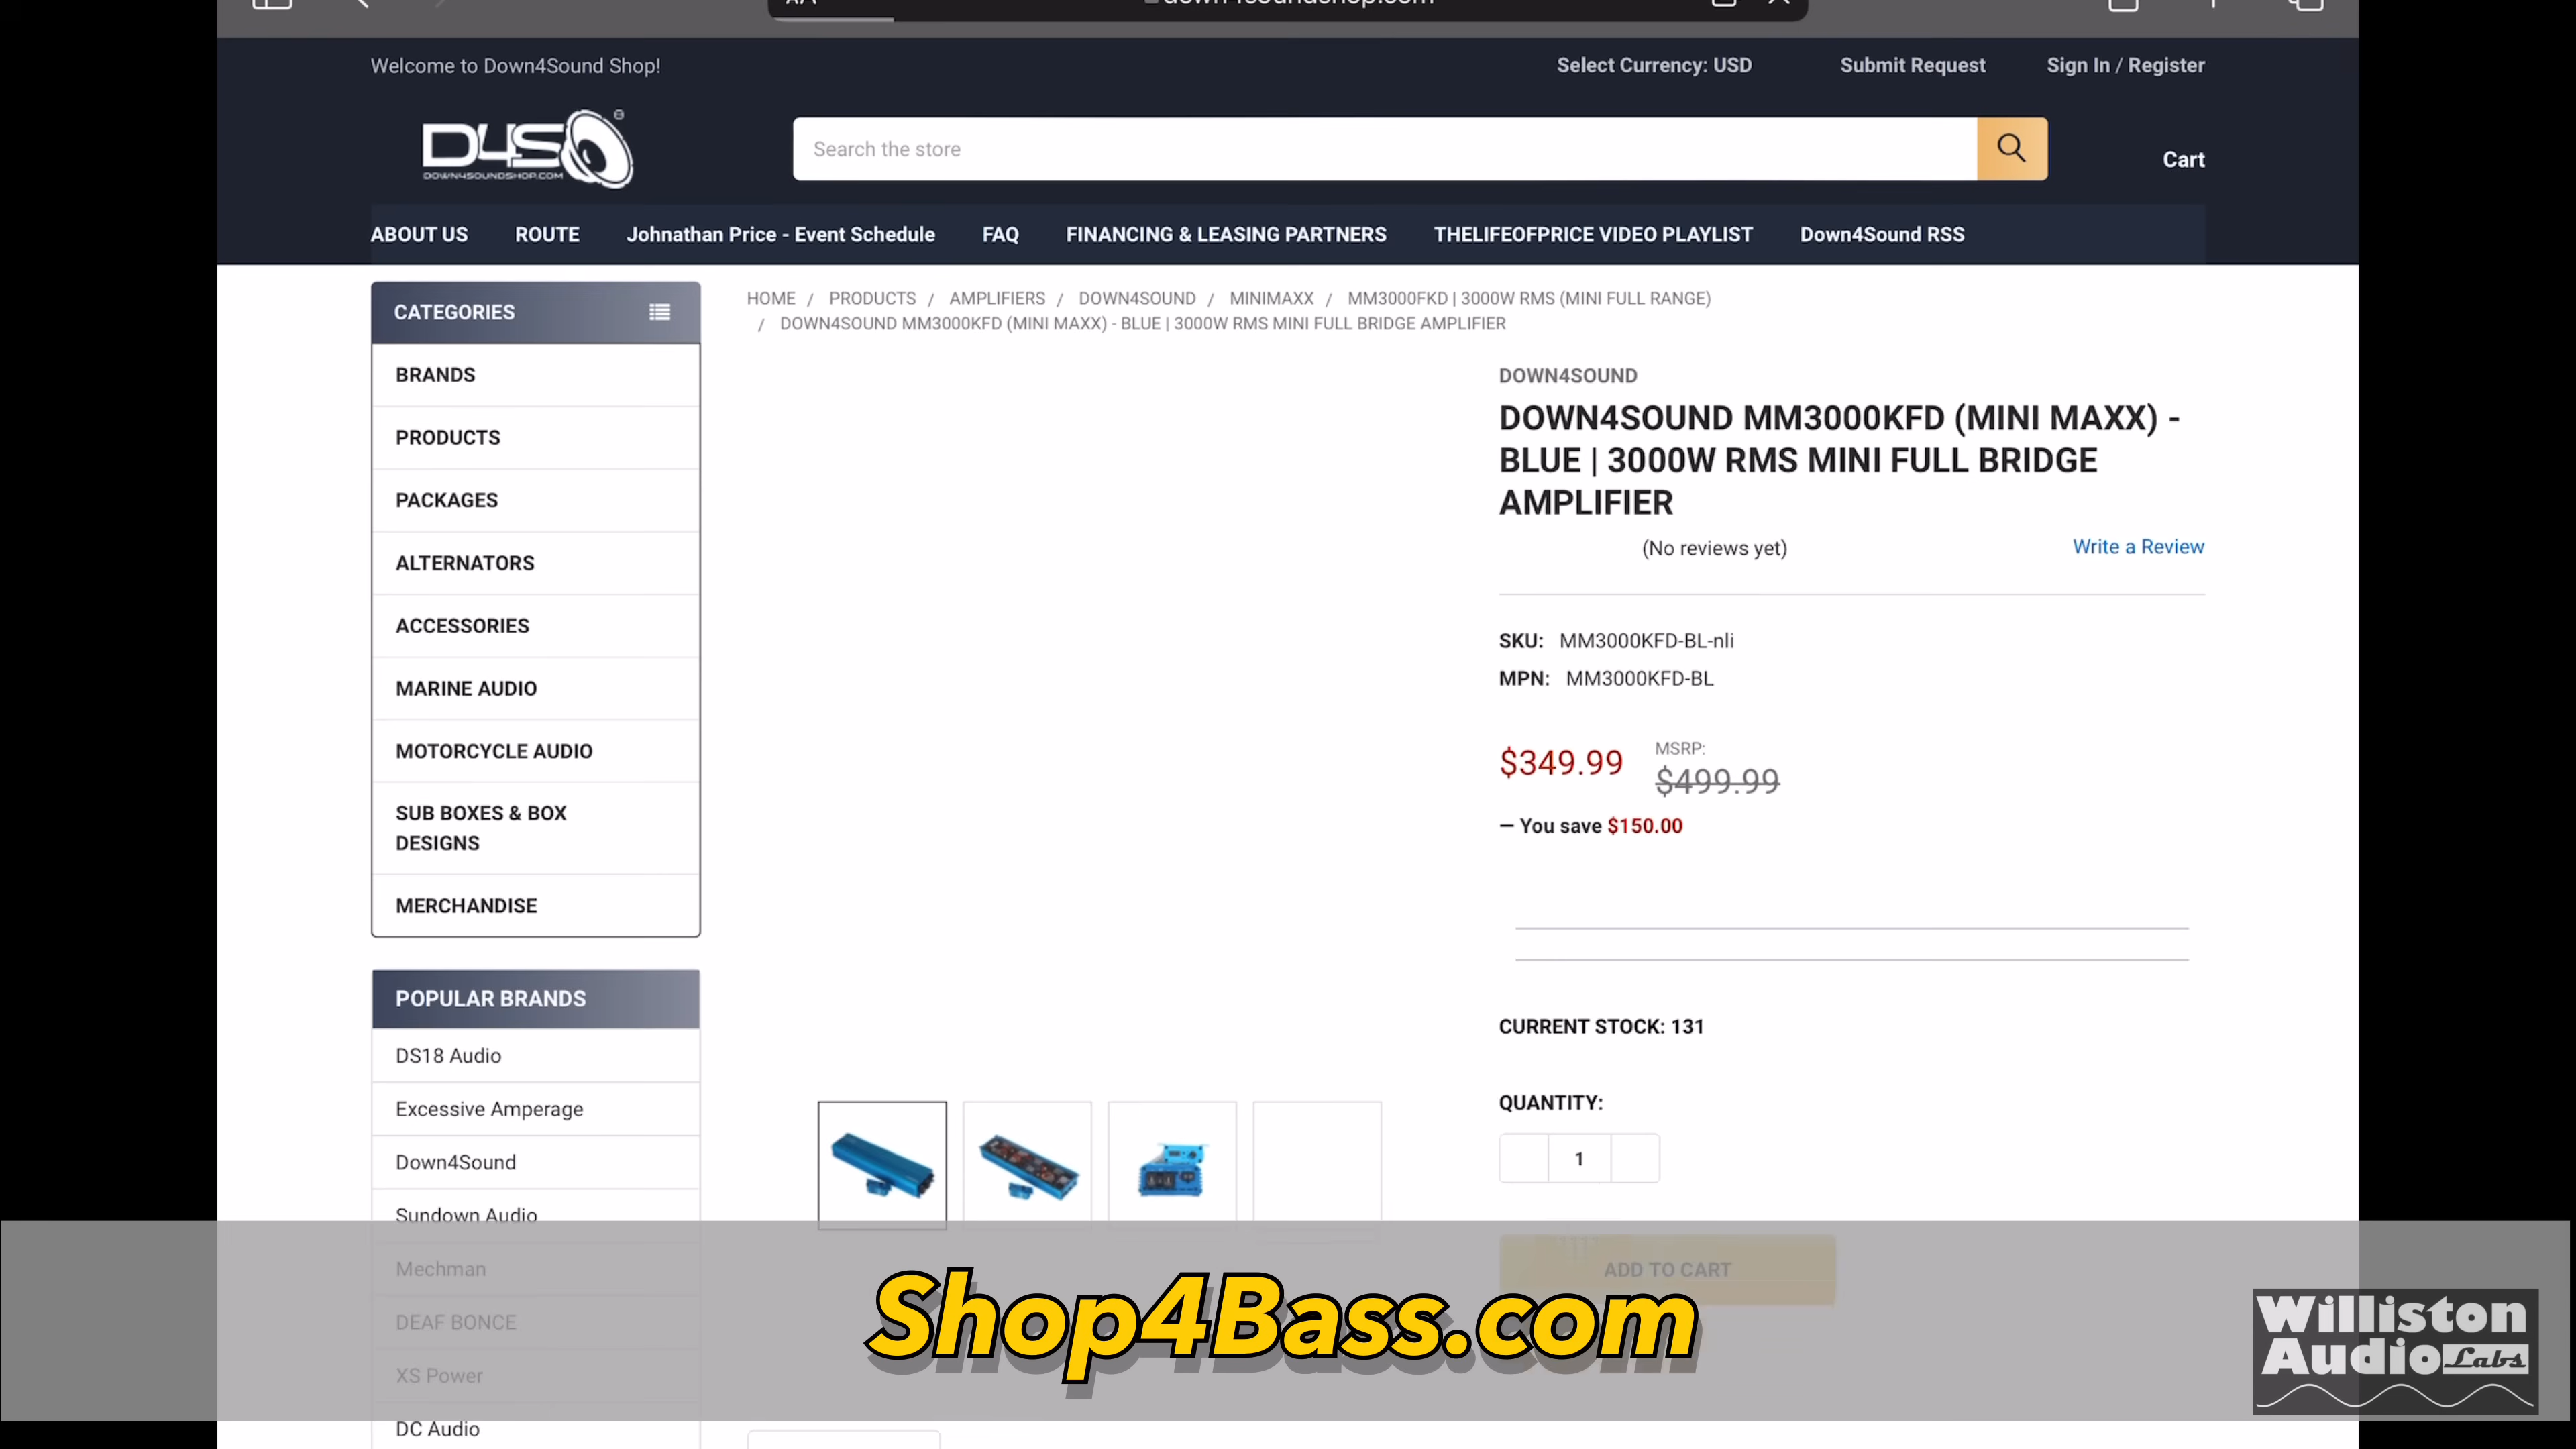 down4soundshop.com
Welcome to Down4Sound Shop!
Select Currency: USD
Submit Request
Sign In / Register
D4S
DOWN4SOUNDSHOP.COM
Search the store
Cart
ABOUT US
ROUTE
Johnathan Price - Event Schedule
FAQ
FINANCING & LEASING PARTNERS
THELIFEOFPRICE VIDEO PLAYLIST
Down4Sound RSS
CATEGORIES
BRANDS
PRODUCTS
PACKAGES
ALTERNATORS
ACCESSORIES
MARINE AUDIO
MOTORCYCLE AUDIO
SUB BOXES & BOX
DESIGNS
MERCHANDISE
POPULAR BRANDS
DS18 Audio
Excessive Amperage
Down4Sound
Sundown Audio
Mechman
DEAF BONCE
XS Power
DC Audio
HOME / PRODUCTS / AMPLIFIERS / DOWN4SOUND / MINIMAXX / MM3000FKD | 3000W RMS (MINI FULL RANGE)
/ DOWN4SOUND MM3000KFD (MINI MAXX) - BLUE | 3000W RMS MINI FULL BRIDGE AMPLIFIER
DOWN4SOUND
DOWN4SOUND MM3000KFD (MINI MAXX) -
BLUE | 3000W RMS MINI FULL BRIDGE
AMPLIFIER
(No reviews yet)
Write a Review
SKU: MM3000KFD-BL-nli
MPN: MM3000KFD-BL
$349.99
MSRP:
$499.99
— You save $150.00
CURRENT STOCK: 131
QUANTITY:
1
ADD TO CART
Shop4Bass.com
Williston
Audio Labs